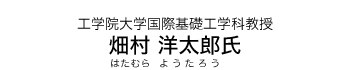 工学院大学国際基礎工学科教授
畑村 洋太郎氏
はたむら ようたろう